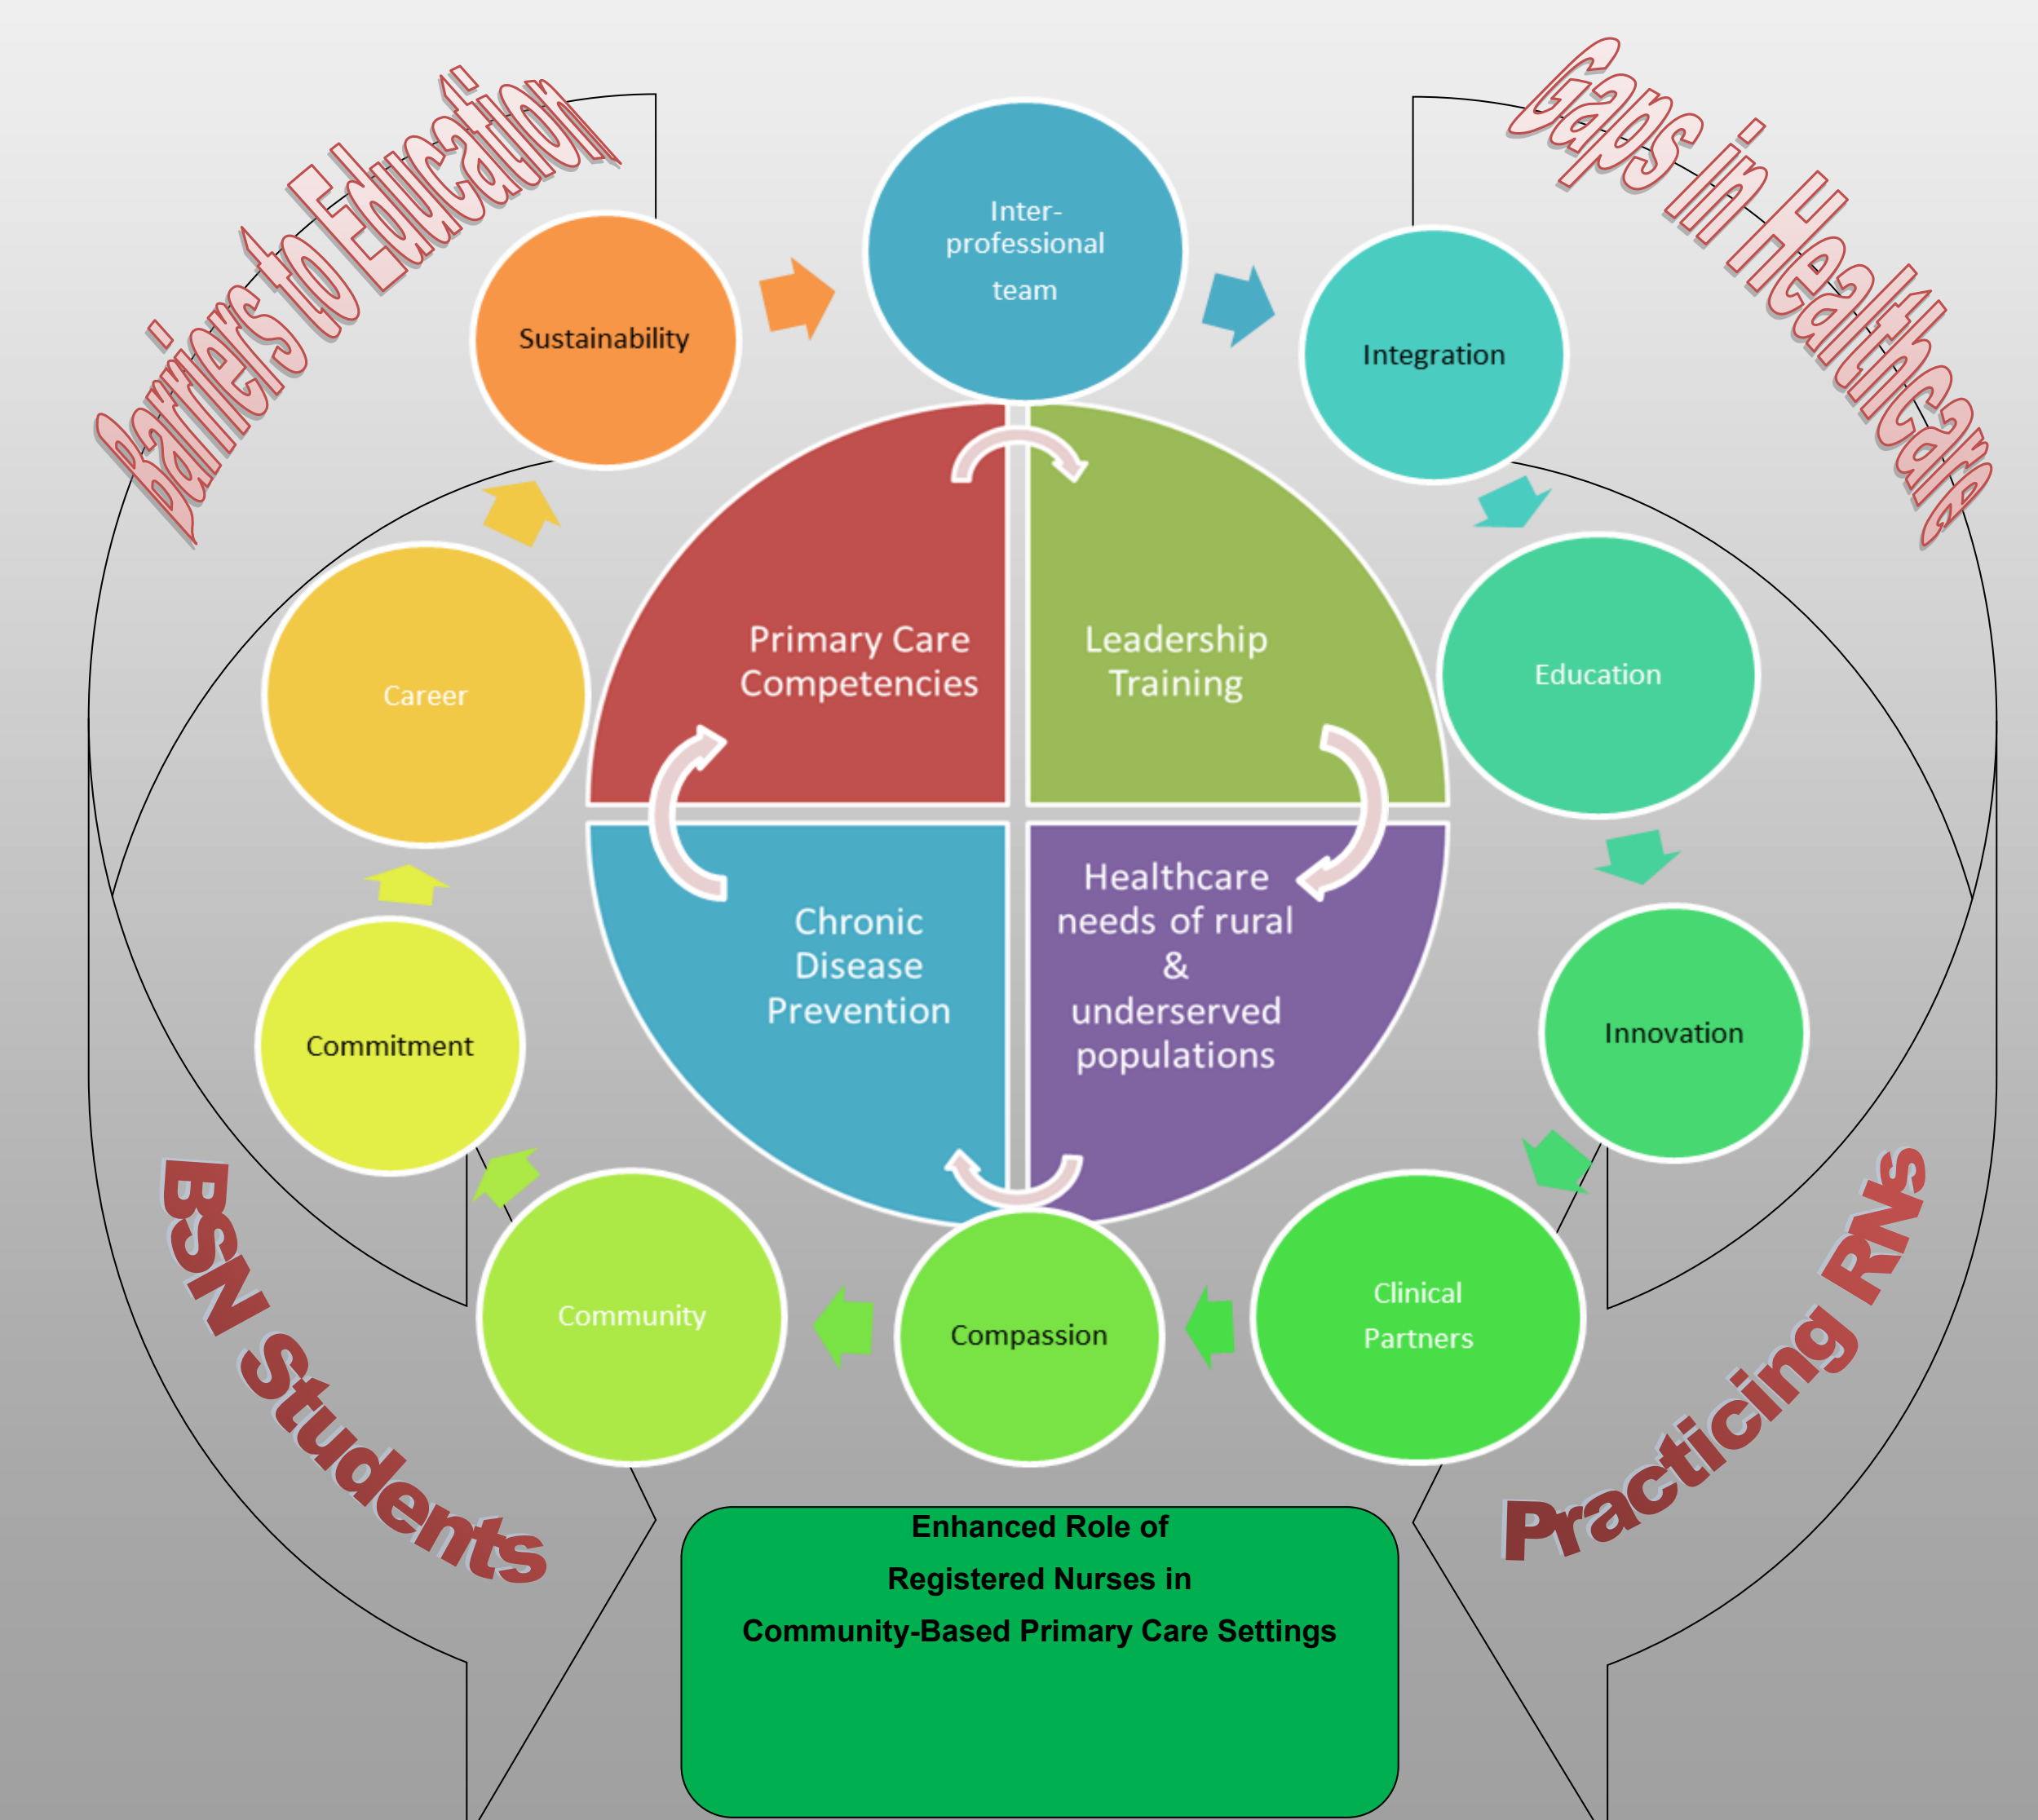 Barriers to Education
Gaps in Healthcare
Inter-
professional
team
Sustainability
Integration
Primary Care
Competencies
Leadership
Training
Career
Education
Chronic
Disease
Prevention
Healthcare
needs of rural
&
underserved
populations
Commitment
Innovation
Community
Compassion
Clinical
Partners
BSN Students
Practicing RNs
Enhanced Role of
Registered Nurses in
Community-Based Primary Care Settings